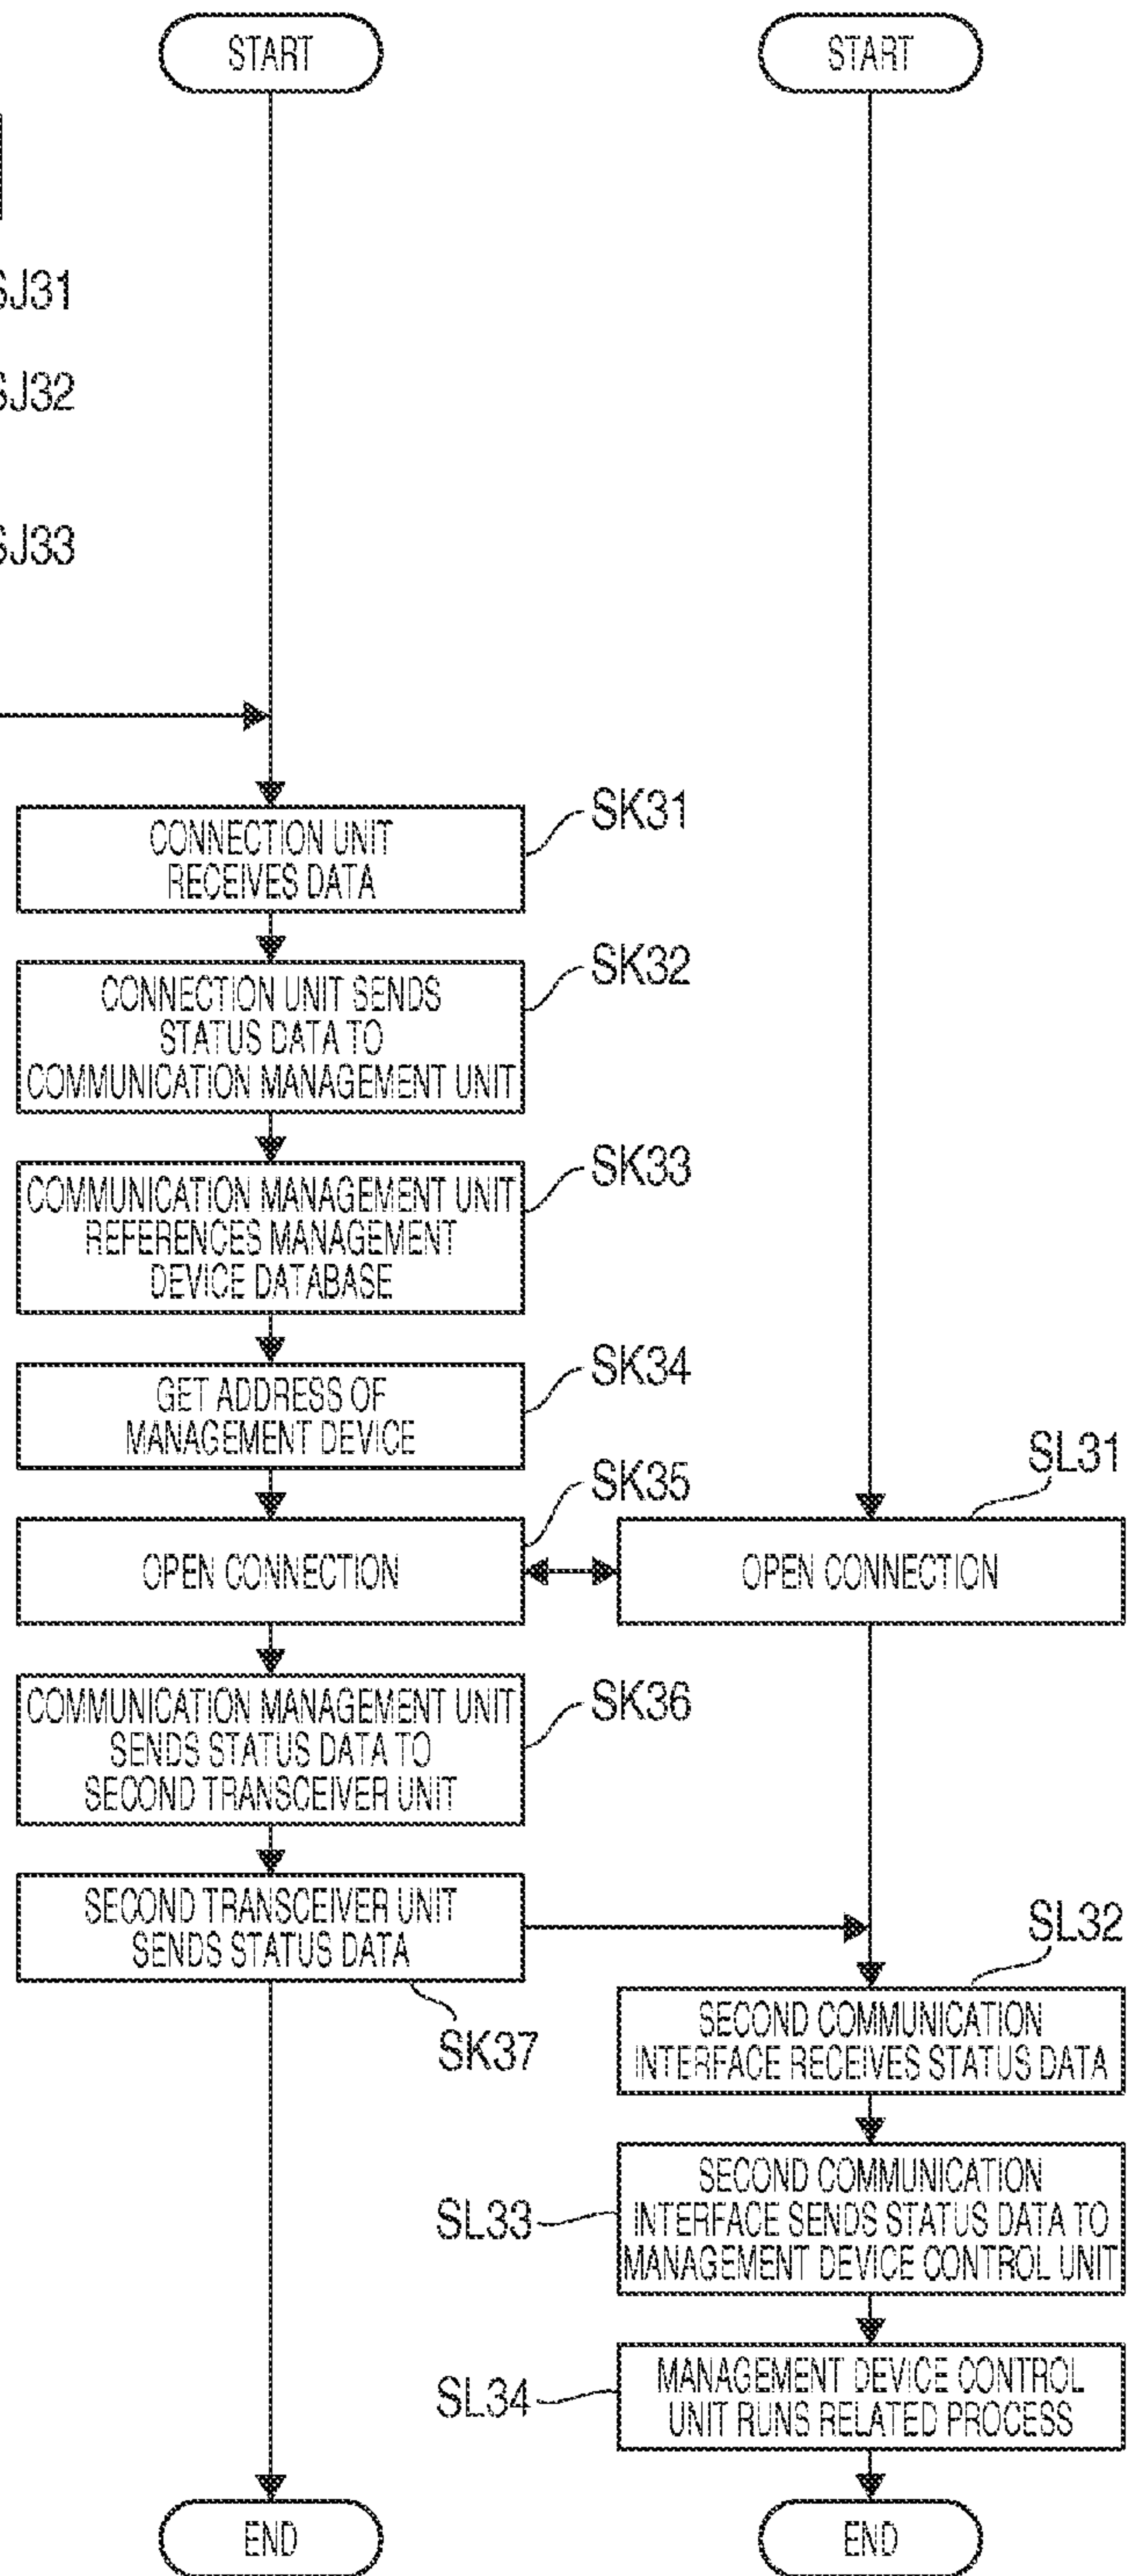 START
START
SJ31
SJ32
SJ33
SK31
CONNECTION UNIT
RECEIVES DATA
SK32
CONNECTION UNIT SENDS
STATUS DATA TO
COMMUNICATION MANAGEMENT UNIT
SK33
COMMUNICATION MANAGEMENT UNIT
REFERENCES MANAGEMENT
DEVICE DATABASE
SK34
GET ADDRESS OF
MANAGEMENT DEVICE
SK35
SL31
OPEN CONNECTION
OPEN CONNECTION
SK36
COMMUNICATION MANAGEMENT UNIT
SENDS STATUS DATA TO
SECOND TRANSCEIVER UNIT
SECOND TRANSCEIVER UNIT
SENDS STATUS DATA
SK37
SL32
SECOND COMMUNICATION
INTERFACE RECEIVES STATUS DATA
SL33
SECOND COMMUNICATION
INTERFACE SENDS STATUS DATA TO
MANAGEMENT DEVICE CONTROL UNIT
SL34
MANAGEMENT DEVICE CONTROL
UNIT RUNS RELATED PROCESS
END
END